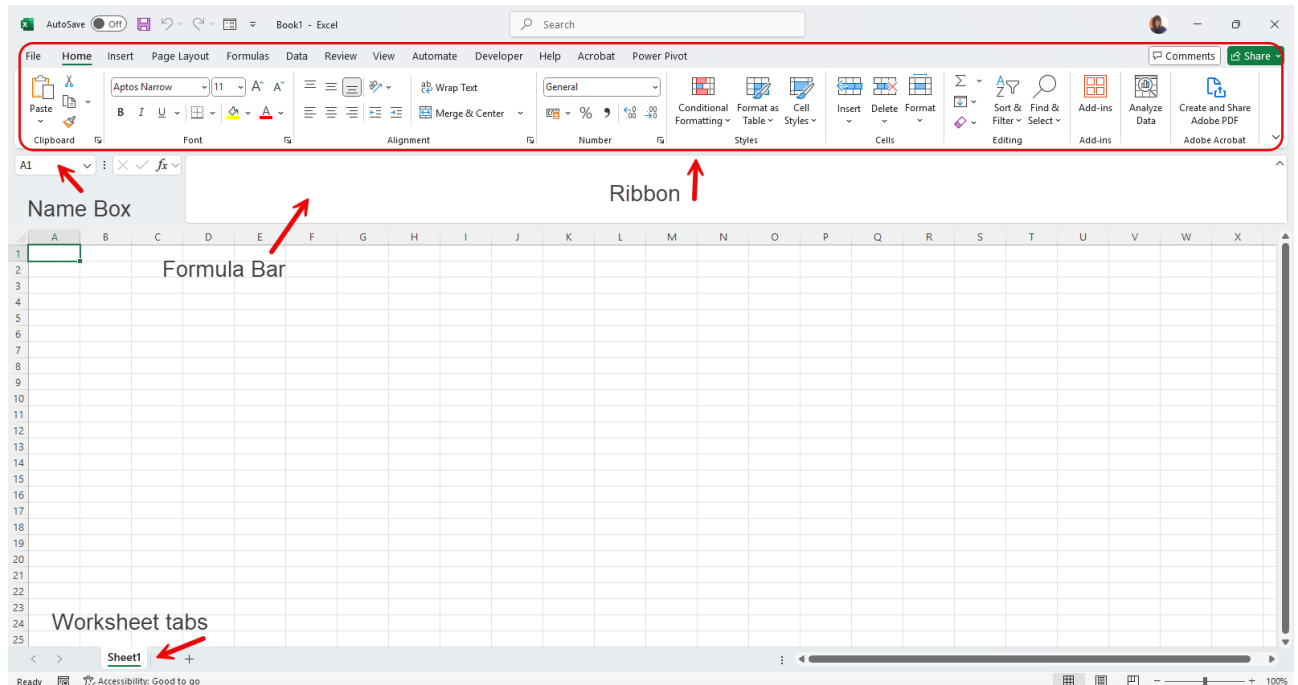 AutoSave Off Book1 - Excel Search
File Home Insert Page Layout Formulas Data Review View Automate Developer Help Acrobat Power Pivot Comments Share
Aptos Narrow 11 A^ A˅ ab Wrap Text General
Paste B I U A Merge & Center % 9 Conditional Formatting Format as Table Cell Styles Insert Delete Format Σ Sort & Filter Find & Select Add-ins Analyze Data Create and Share Adobe PDF
Clipboard Font Alignment Number Styles Cells Editing Add-ins Adobe Acrobat
A1 fx
Ribbon
Name Box
A B C D E F G H I J K L M N O P Q R S T U V W X
1
Formula Bar
2
3
4
5
6
7
8
9
10
11
12
13
14
15
16
17
18
19
20
21
22
23
Worksheet tabs
24
25
Sheet1
Ready Accessibility: Good to go 100%